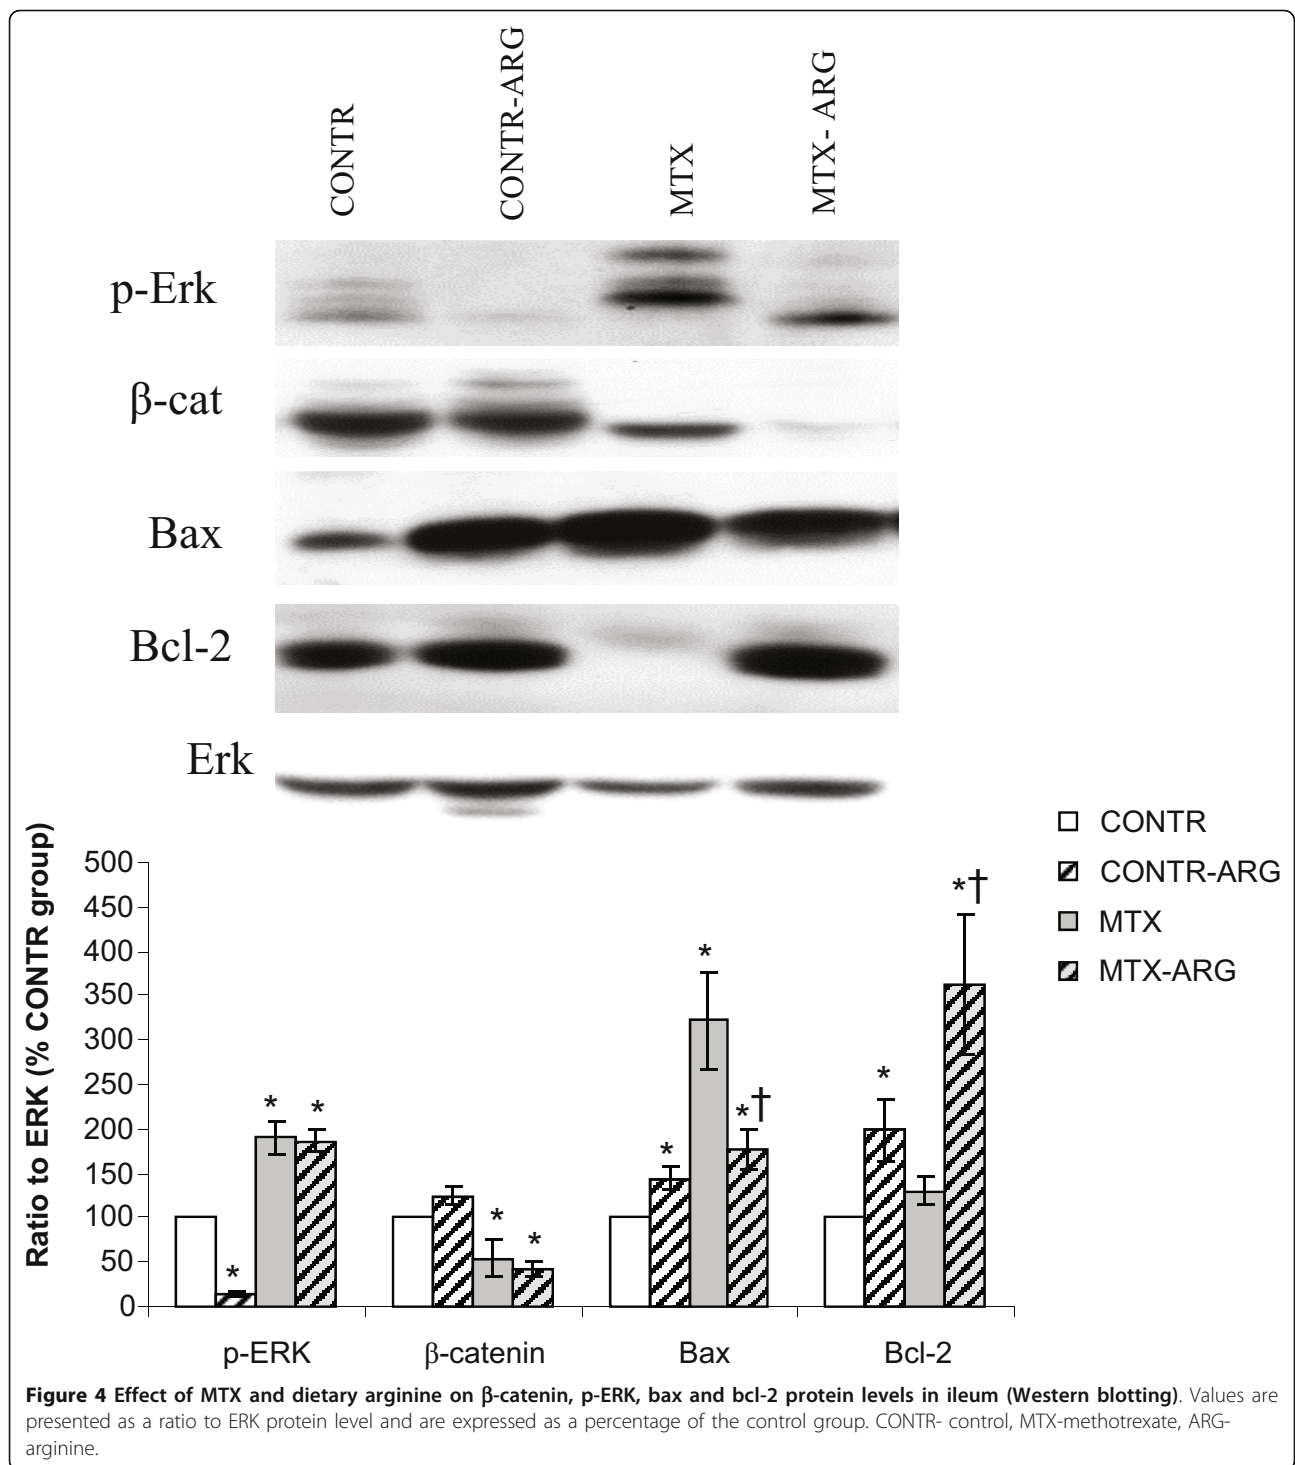 CONTR
CONTR-ARG
MTX
MTX- ARG
p-Erk
β-cat
Bax
Bcl-2
Erk
Ratio to ERK (% CONTR group)
500
450
400
350
300
250
200
150
100
50
0
*
*
*
*
*
*
*
*†
*
*†
p-ERK
β-catenin
Bax
Bcl-2
CONTR
CONTR-ARG
MTX
MTX-ARG
Figure 4 Effect of MTX and dietary arginine on β-catenin, p-ERK, bax and bcl-2 protein levels in ileum (Western blotting). Values are
presented as a ratio to ERK protein level and are expressed as a percentage of the control group. CONTR- control, MTX-methotrexate, ARG-
arginine.